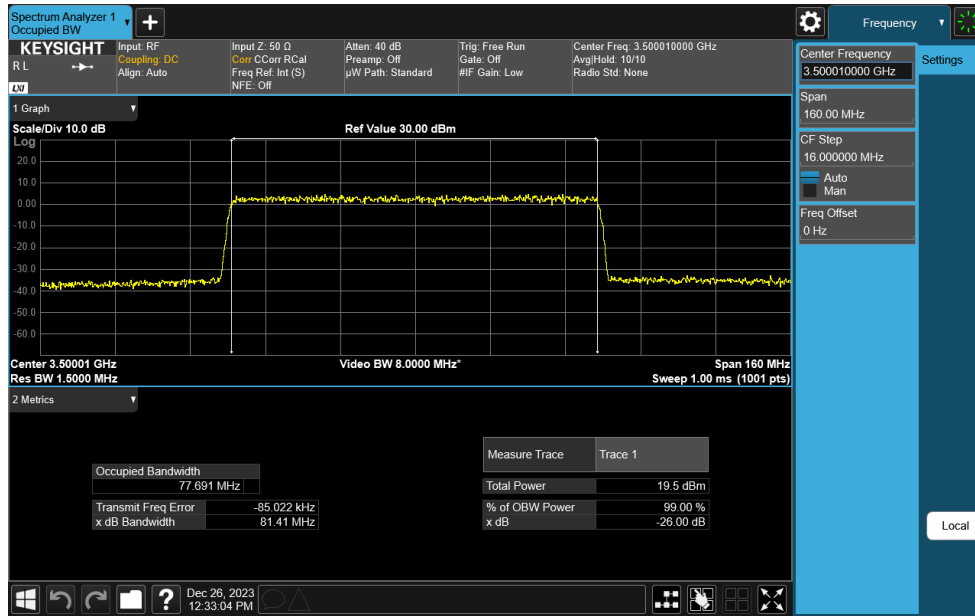 Spectrum Analyzer 1
Occupied BW
Frequency
KEYSIGHT
R L
LXI
Input: RF
Coupling: DC
Align: Auto
Input Z: 50 Ω
Corr CCorr RCal
Freq Ref: Int (S)
NFE: Off
Atten: 40 dB
Preamp: Off
µW Path: Standard
Trig: Free Run
Gate: Off
#IF Gain: Low
Center Freq: 3.500010000 GHz
Avg|Hold: 10/10
Radio Std: None
Center Frequency
3.500010000 GHz
Settings
Span
160.00 MHz
CF Step
16.000000 MHz
Auto
Man
Freq Offset
0 Hz
Local
1 Graph
Scale/Div 10.0 dB
Ref Value 30.00 dBm
Log
20.0
10.0
0.00
-10.0
-20.0
-30.0
-40.0
-50.0
-60.0
Center 3.50001 GHz
Video BW 8.0000 MHz*
Span 160 MHz
Res BW 1.5000 MHz
Sweep 1.00 ms (1001 pts)
2 Metrics
Occupied Bandwidth
77.691 MHz
Transmit Freq Error -85.022 kHz
x dB Bandwidth 81.41 MHz
Measure Trace Trace 1
Total Power 19.5 dBm
% of OBW Power 99.00 %
x dB -26.00 dB
?
Dec 26, 2023
12:33:04 PM